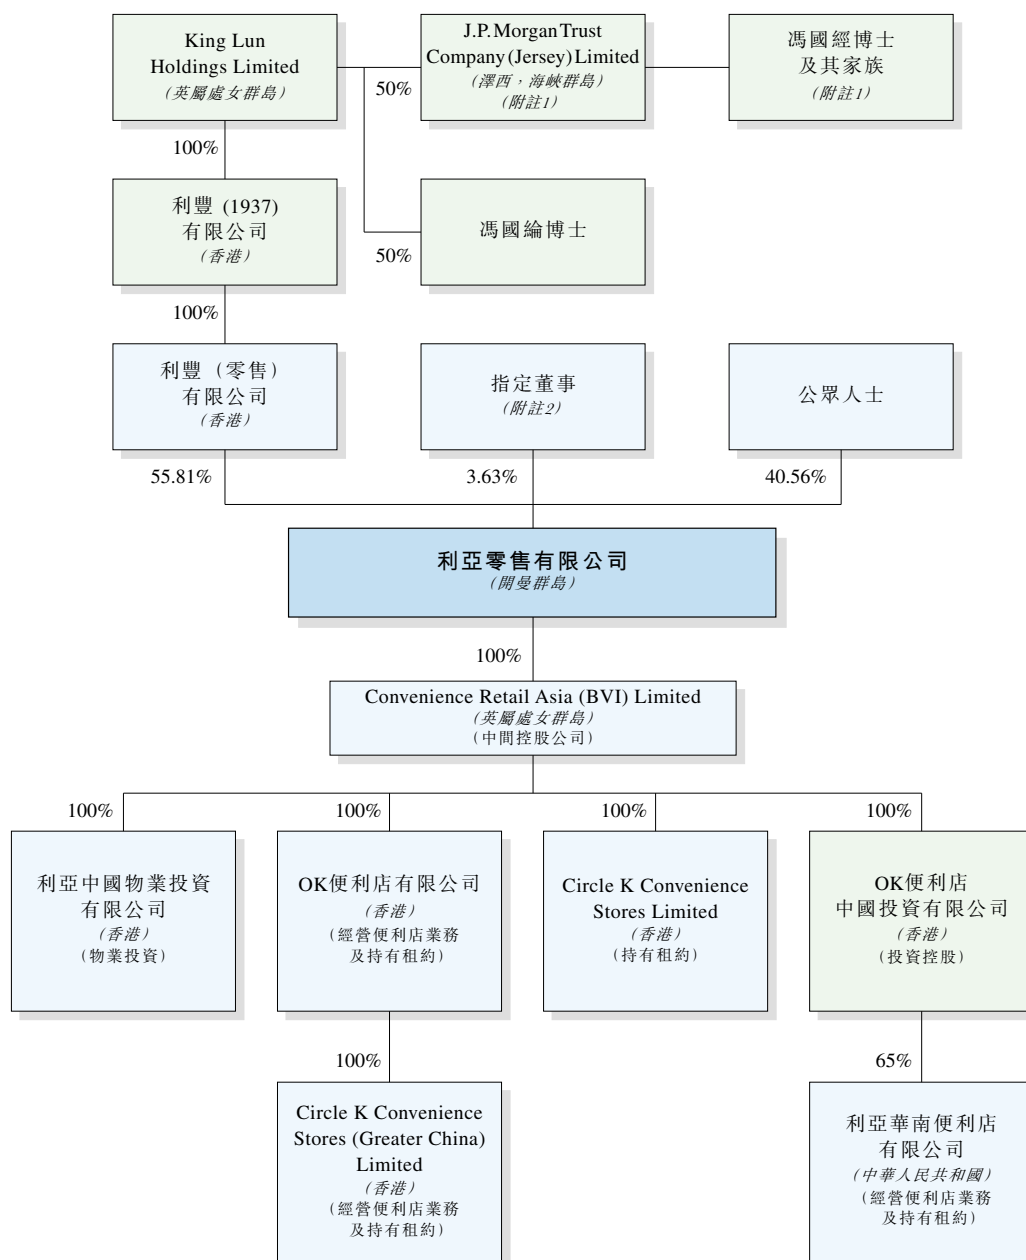 King Lun
Holdings Limited
(英屬處女群島)
50%
J.P. Morgan Trust
Company (Jersey) Limited
(澤西，海峽群島)
(附註1)
馮國經博士
及其家族
(附註1)
100%
利豐 (1937)
有限公司
(香港)
50%
馮國綸博士
100%
利豐（零售）
有限公司
(香港)
指定董事
(附註2)
公眾人士
55.81%
3.63%
40.56%
利亞零售有限公司
(開曼群島)
100%
Convenience Retail Asia (BVI) Limited
(英屬處女群島)
(中間控股公司)
100%
100%
100%
100%
利亞中國物業投資
有限公司
(香港)
(物業投資)
OK便利店有限公司
(香港)
(經營便利店業務
及持有租約)
Circle K Convenience
Stores Limited
(香港)
(持有租約)
OK便利店
中國投資有限公司
(香港)
(投資控股)
100%
65%
Circle K Convenience
Stores (Greater China)
Limited
(香港)
(經營便利店業務
及持有租約)
利亞華南便利店
有限公司
(中華人民共和國)
(經營便利店業務
及持有租約)